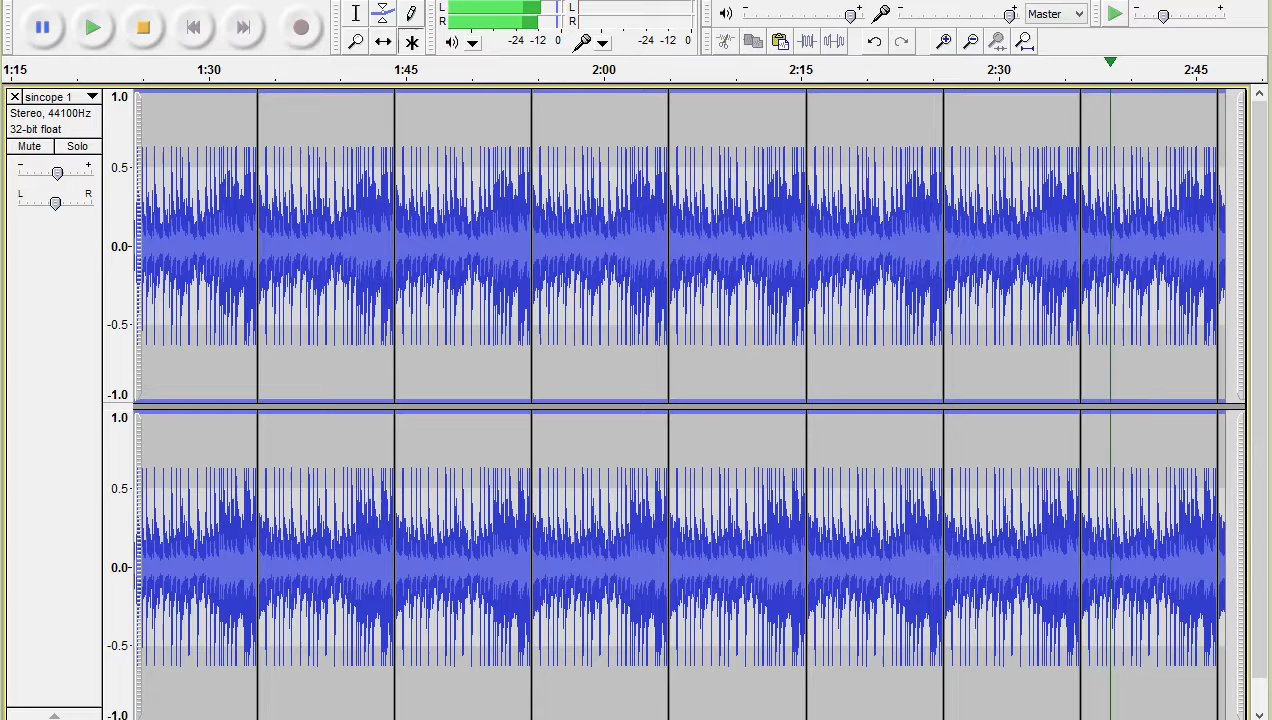 L
R
L
R
Master
-24 -12 0
-24 -12 0
1:15 1:30 1:45 2:00 2:15 2:30 2:45
sincope 1
Stereo, 44100Hz
32-bit float
Mute Solo
- +
L R
1.0
0.5-
0.0-
-0.5-
-1.0
1.0
0.5-
0.0-
-0.5-
-1.0